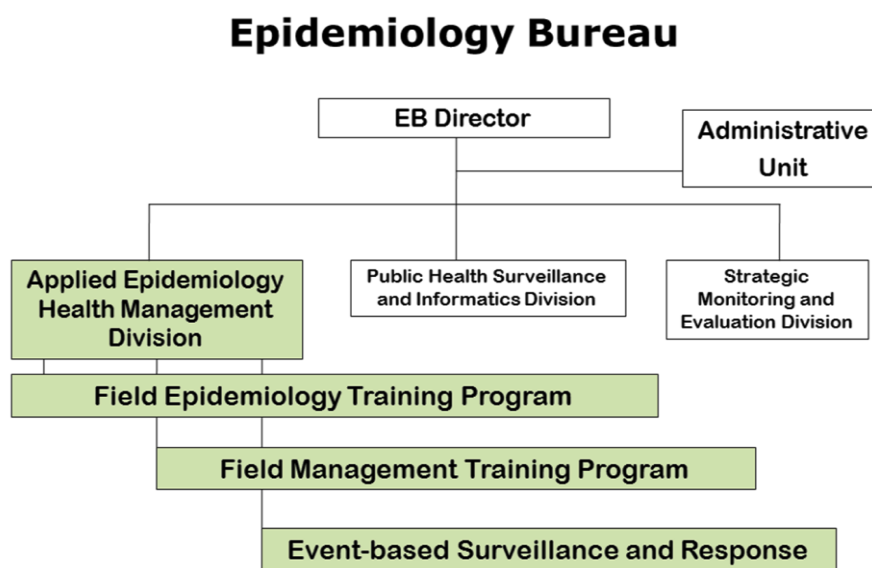 Epidemiology Bureau
EB Director
Administrative
Unit
Applied Epidemiology
Health Management
Division
Public Health Surveillance
and Informatics Division
Strategic
Monitoring and
Evaluation Division
Field Epidemiology Training Program
Field Management Training Program
Event-based Surveillance and Response